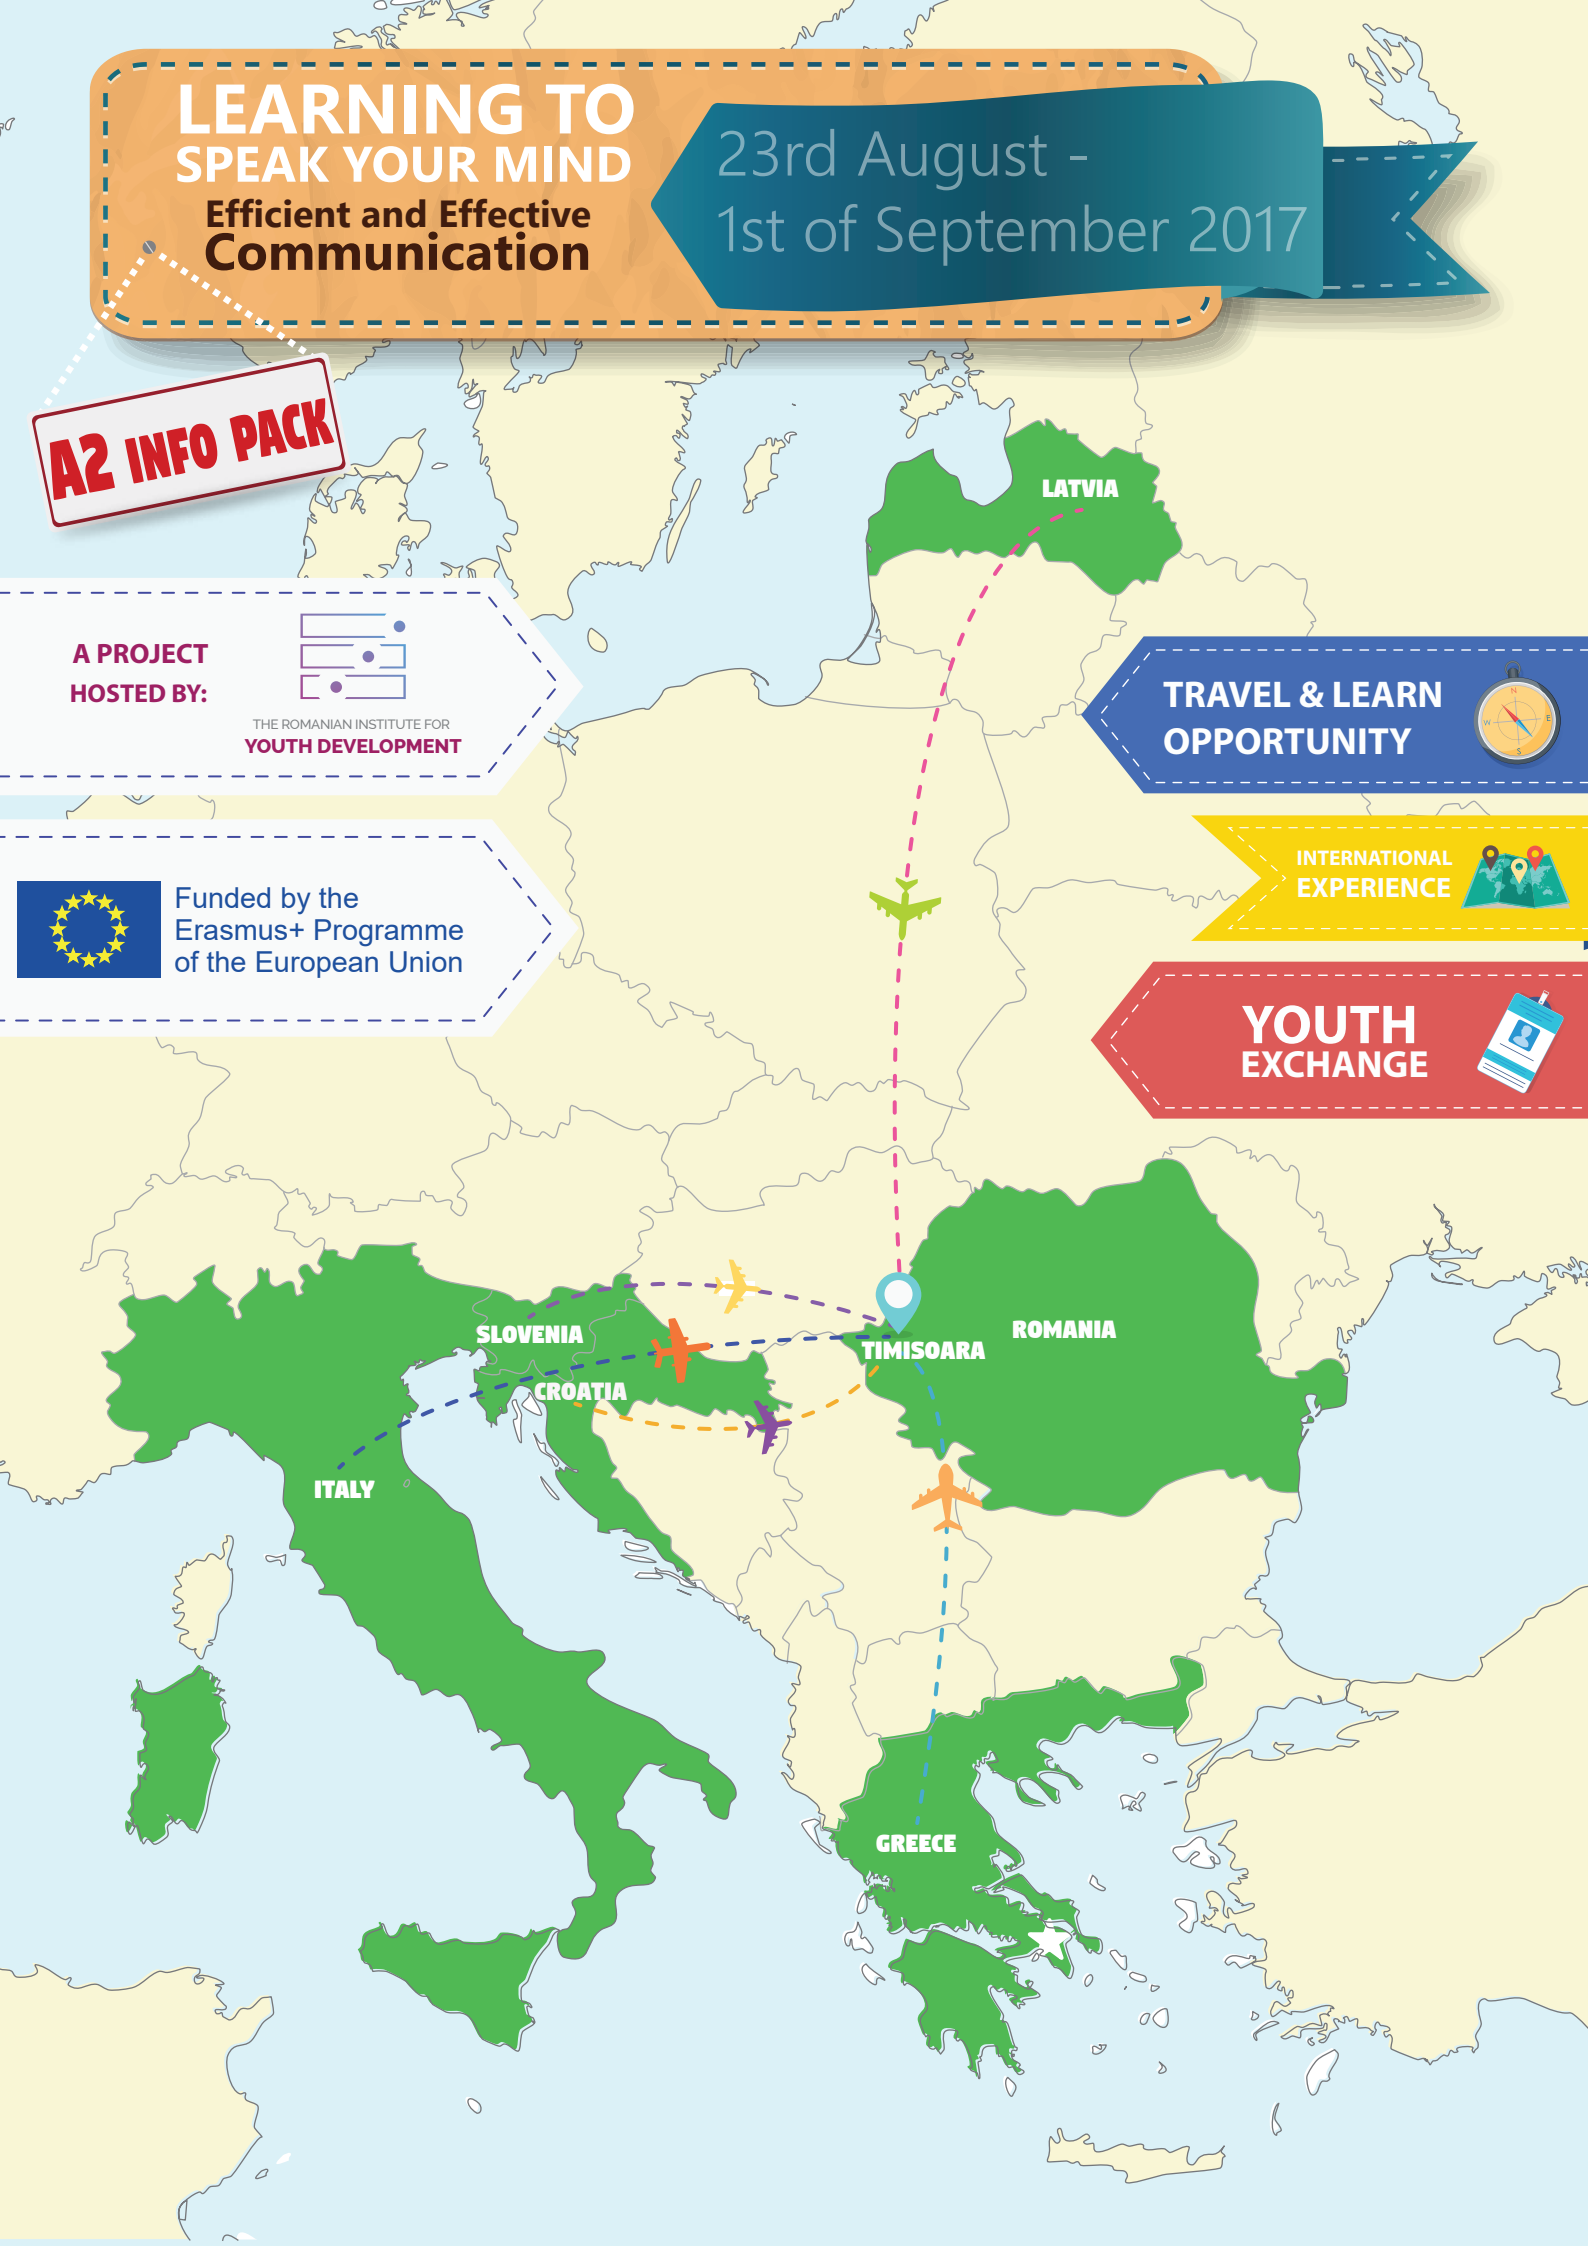 LEARNING TO
SPEAK YOUR MIND
Efficient and Effective
Communication
23rd August -
1st of September 2017
A2 INFO PACK
LATVIA
A PROJECT
HOSTED BY:
THE ROMANIAN INSTITUTE FOR
YOUTH DEVELOPMENT
TRAVEL & LEARN
OPPORTUNITY
N
E
S
W
INTERNATIONAL
EXPERIENCE
Funded by the
Erasmus+ Programme
of the European Union
YOUTH
EXCHANGE
SLOVENIA
ROMANIA
TIMISOARA
CROATIA
ITALY
GREECE